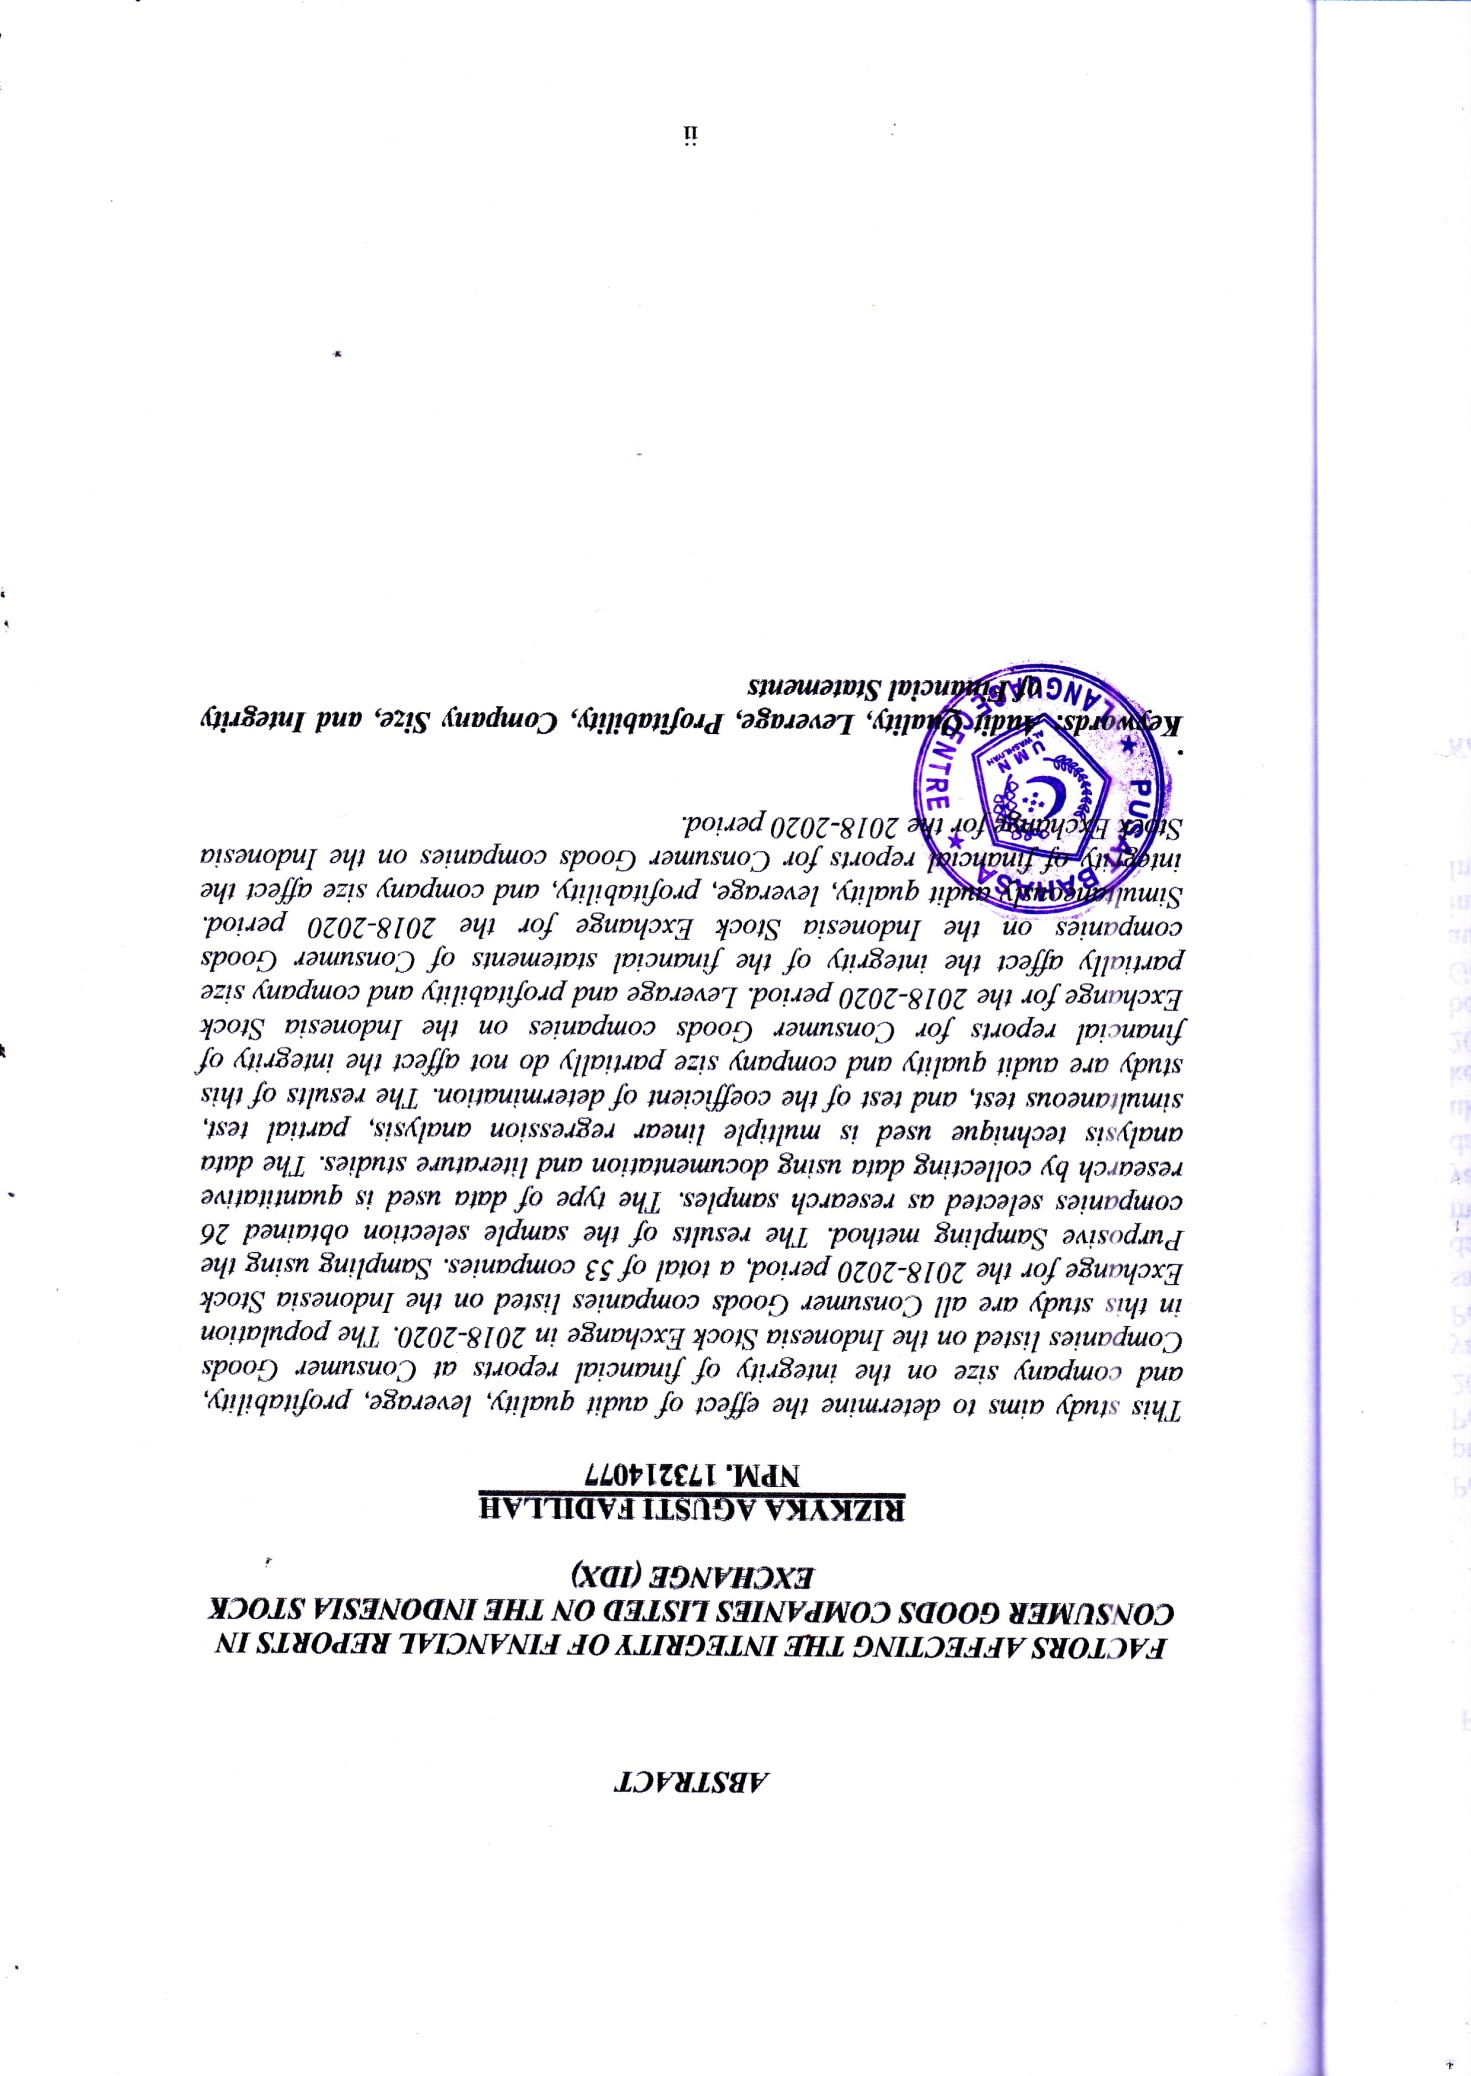 ABSTRACT
FACTORS AFFECTING THE INTEGRITY OF FINANCIAL REPORTS IN
CONSUMER GOODS COMPANIES LISTED ON THE INDONESIA STOCK
EXCHANGE (IDX)
RIZKYKA AGUSTI FADILLAH
NPM. 173214077
This study aims to determine the effect of audit quality, leverage, profitability,
and company size on the integrity of financial reports at Consumer Goods
Companies listed on the Indonesia Stock Exchange in 2018-2020. The population
in this study are all Consumer Goods companies listed on the Indonesia Stock
Exchange for the 2018-2020 period, a total of 53 companies. Sampling using the
Purposive Sampling method. The results of the sample selection obtained 26
companies selected as research samples. The type of data used is quantitative
research by collecting data using documentation and literature studies. The data
analysis technique used is multiple linear regression analysis, partial test,
simultaneous test, and test of the coefficient of determination. The results of this
study are audit quality and company size partially do not affect the integrity of
financial reports for Consumer Goods companies on the Indonesia Stock
Exchange for the 2018-2020 period. Leverage and profitability and company size
partially affect the integrity of the financial statements of Consumer Goods
companies on the Indonesia Stock Exchange for the 2018-2020 period.
Simultaneously audit quality, leverage, profitability, and company size affect the
integrity of financial reports for Consumer Goods companies on the Indonesia
Stock Exchange for the 2018-2020 period.
Keywords: Audit Quality, Leverage, Profitability, Company Size, and Integrity
of Financial Statements
PUSAT BAHASA
LANGUAGE CENTRE
UMN
AL WASHLIYAH
ii